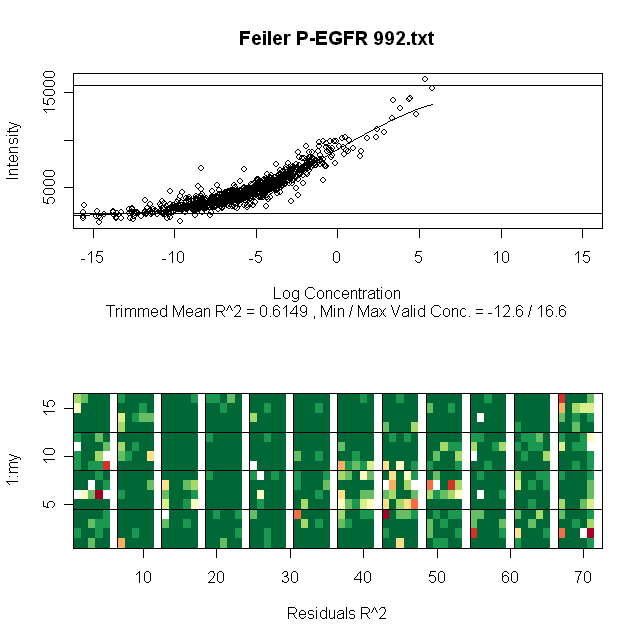 Feiler P-EGFR 992.txt
15000
5000
Intensity
-15 -10 -5 0 5 10 15
Log Concentration
Trimmed Mean R^2 = 0.6149 , Min / Max Valid Conc. = -12.6 / 16.6
15
10
5
1:my
10 20 30 40 50 60 70
Residuals R^2